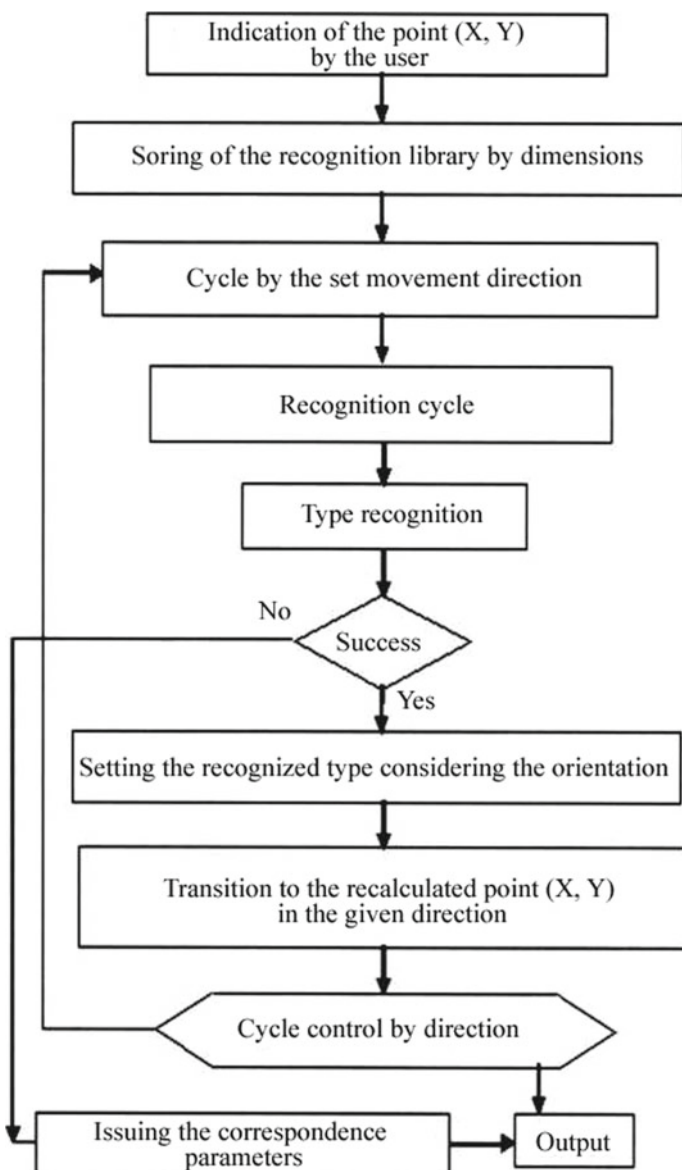 Indication of the point (X, Y)
by the user
Soring of the recognition library by dimensions
Cycle by the set movement direction
Recognition cycle
Type recognition
No
Success
Yes
Setting the recognized type considering the orientation
Transition to the recalculated point (X, Y)
in the given direction
Cycle control by direction
Issuing the correspondence
parameters
Output